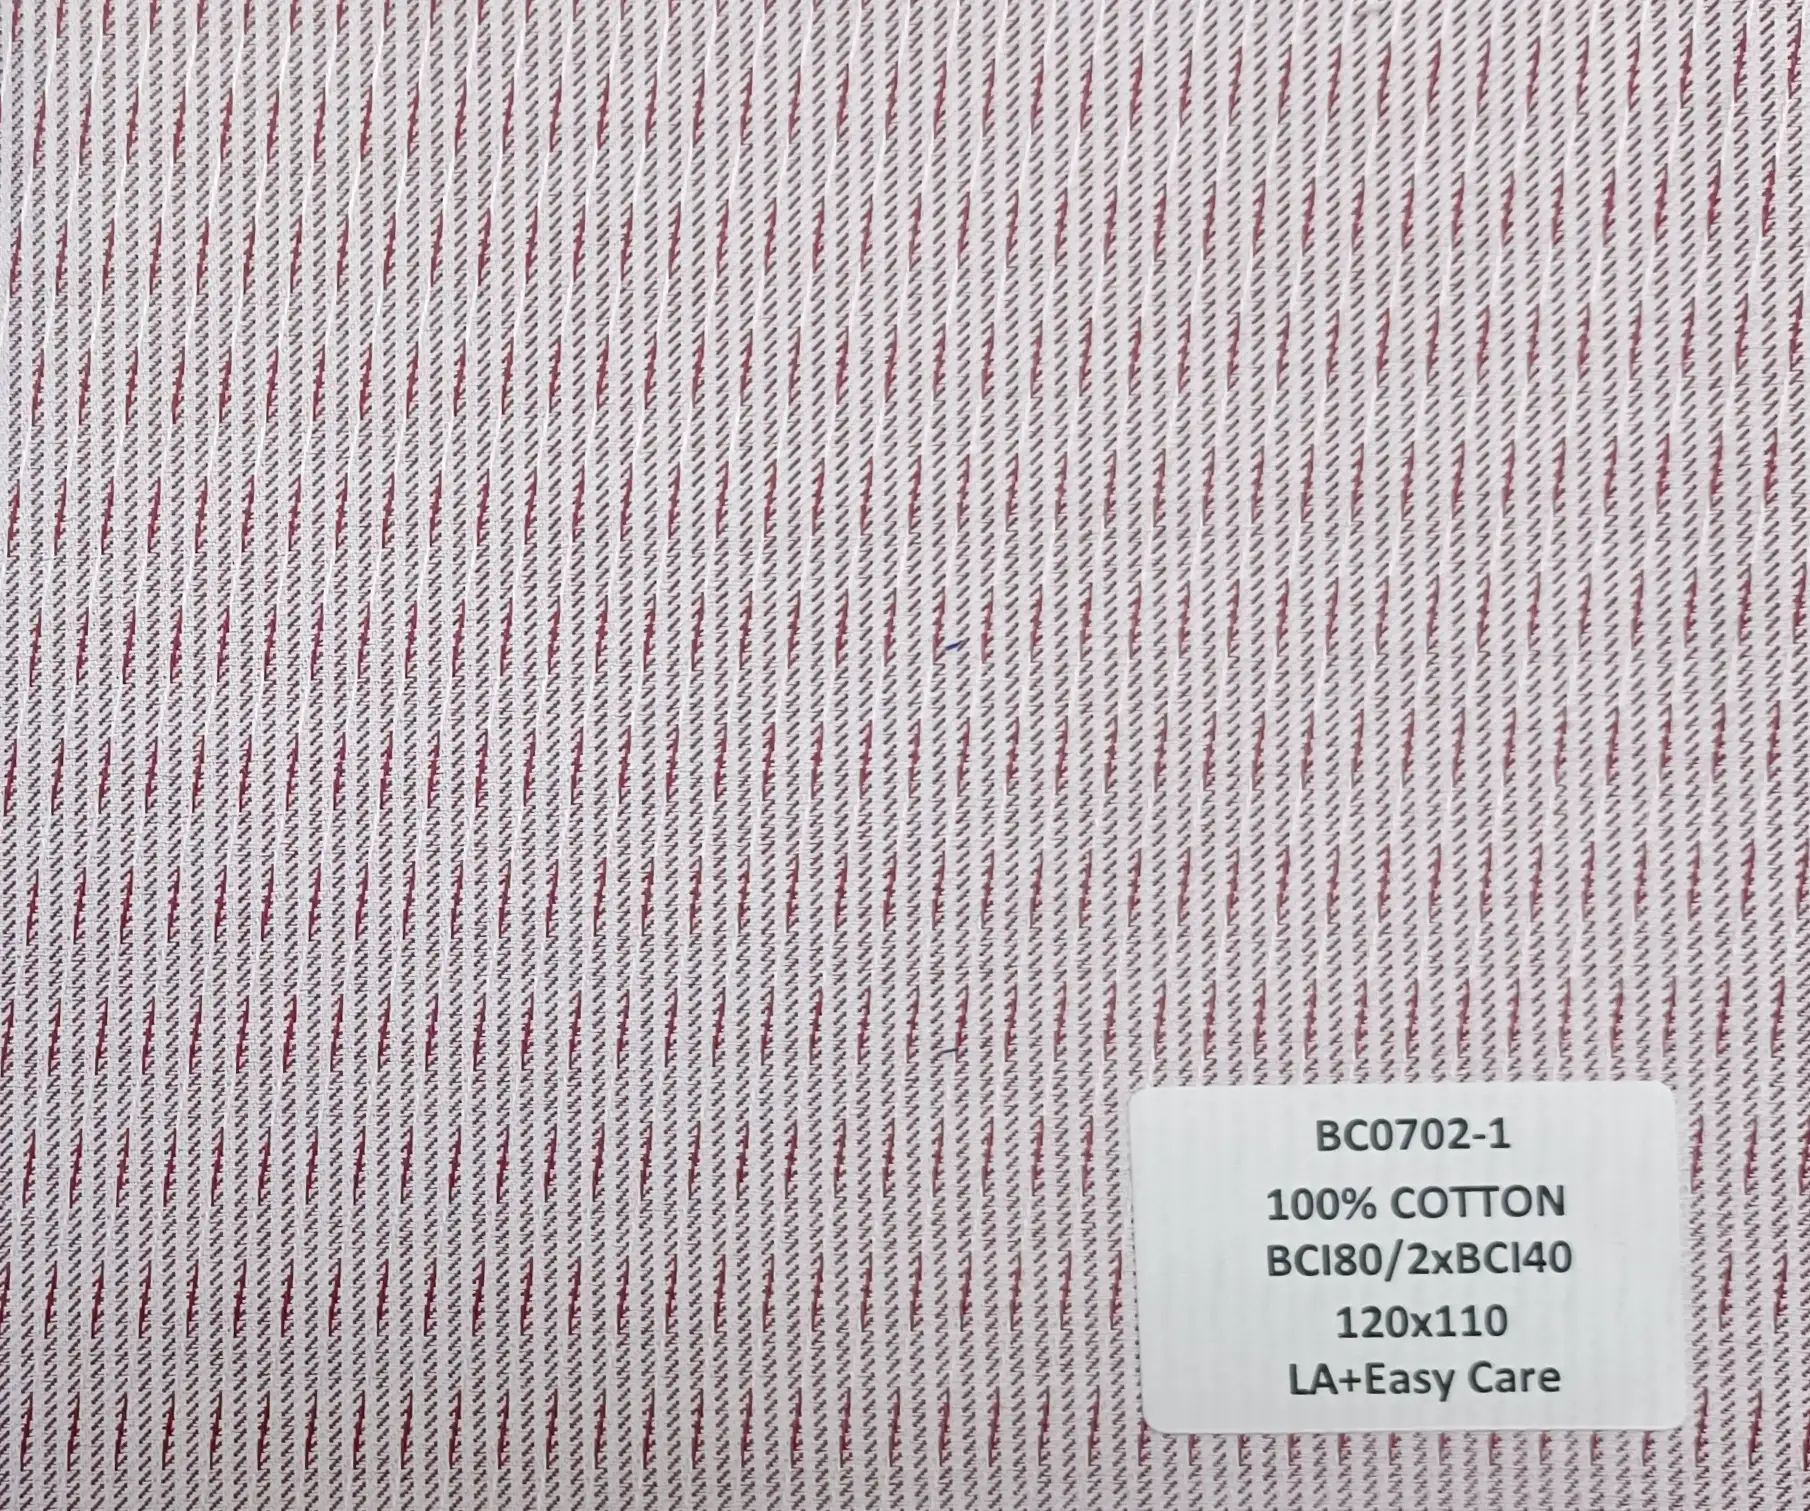 BC0702-1
100% COTTON
BCI80/2xBCI40
120x110
LA+Easy Care